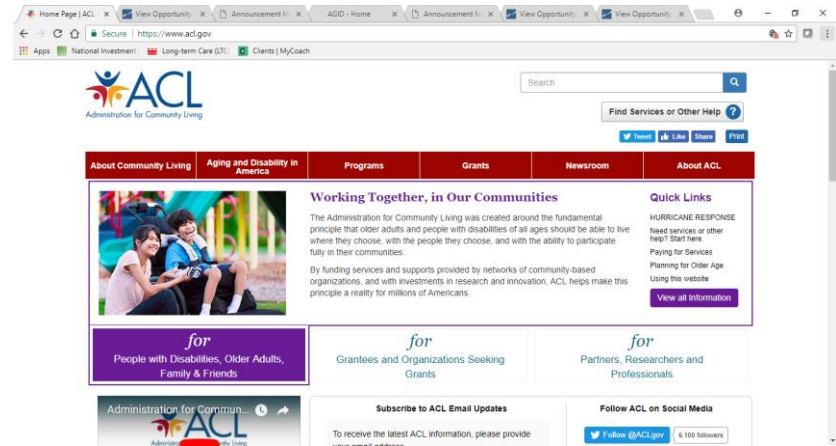 Home Page | ACL
View Opportunity
Announcement M
AGID - Home
Announcement M
View Opportunity
View Opportunity
Secure | https://www.acl.gov
Apps
National Investment
Long-term Care (LTC)
Clients | MyCoach
ACL
Administration for Community Living
Search
Find Services or Other Help ?
Tweet
Like
Share
Print
About Community Living
Aging and Disability in
America
Programs
Grants
Newsroom
About ACL
Working Together, in Our Communities
The Administration for Community Living was created around the fundamental
principle that older adults and people with disabilities of all ages should be able to live
where they choose, with the people they choose, and with the ability to participate
fully in their communities.
By funding services and supports provided by networks of community-based
organizations, and with investments in research and innovation, ACL helps make this
principle a reality for millions of Americans.
Quick Links
HURRICANE RESPONSE
Need services or other
help? Start here.
Paying for Services
Planning for Older Age
Using this website
View all Information
for
People with Disabilities, Older Adults,
Family & Friends
for
Grantees and Organizations Seeking
Grants
for
Partners, Researchers and
Professionals
Administration for Commun...
ACL
Subscribe to ACL Email Updates
To receive the latest ACL information, please provide
your email address
Follow ACL on Social Media
Follow @ACLgov
6,100 followers